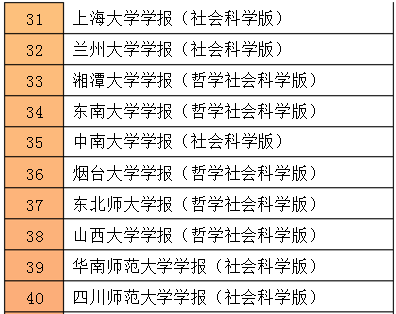 31 上海大学学报（社会科学版）
32 兰州大学学报（社会科学版）
33 湘潭大学学报（哲学社会科学版）
34 东南大学学报（哲学社会科学版）
35 中南大学学报（社会科学版）
36 烟台大学学报（哲学社会科学版）
37 东北师大学报（哲学社会科学版）
38 山西大学学报（哲学社会科学版）
39 华南师范大学学报（社会科学版）
40 四川师范大学学报（社会科学版）